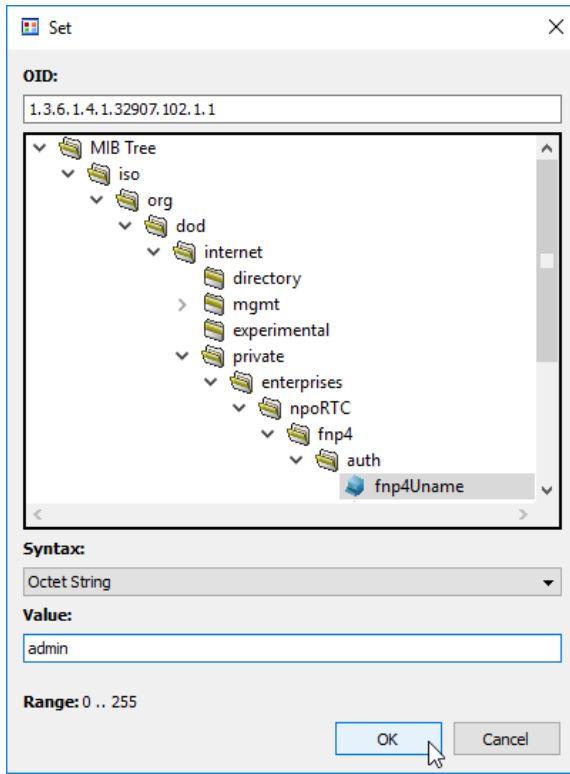 Set
OID:
1.3.6.1.4.1.32907.102.1.1
MIB Tree
iso
org
dod
internet
directory
mgmt
experimental
private
enterprises
npoRTC
fnp4
auth
fnp4Uname
Syntax:
Octet String
Value:
admin
Range: 0 .. 255
OK Cancel